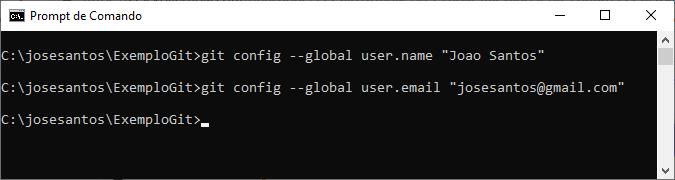 Prompt de Comando
C:\josesantos\ExemploGit>git config --global user.name "Joao Santos"
C:\josesantos\ExemploGit>git config --global user.email "josesantos@gmail.com"
C:\josesantos\ExemploGit>